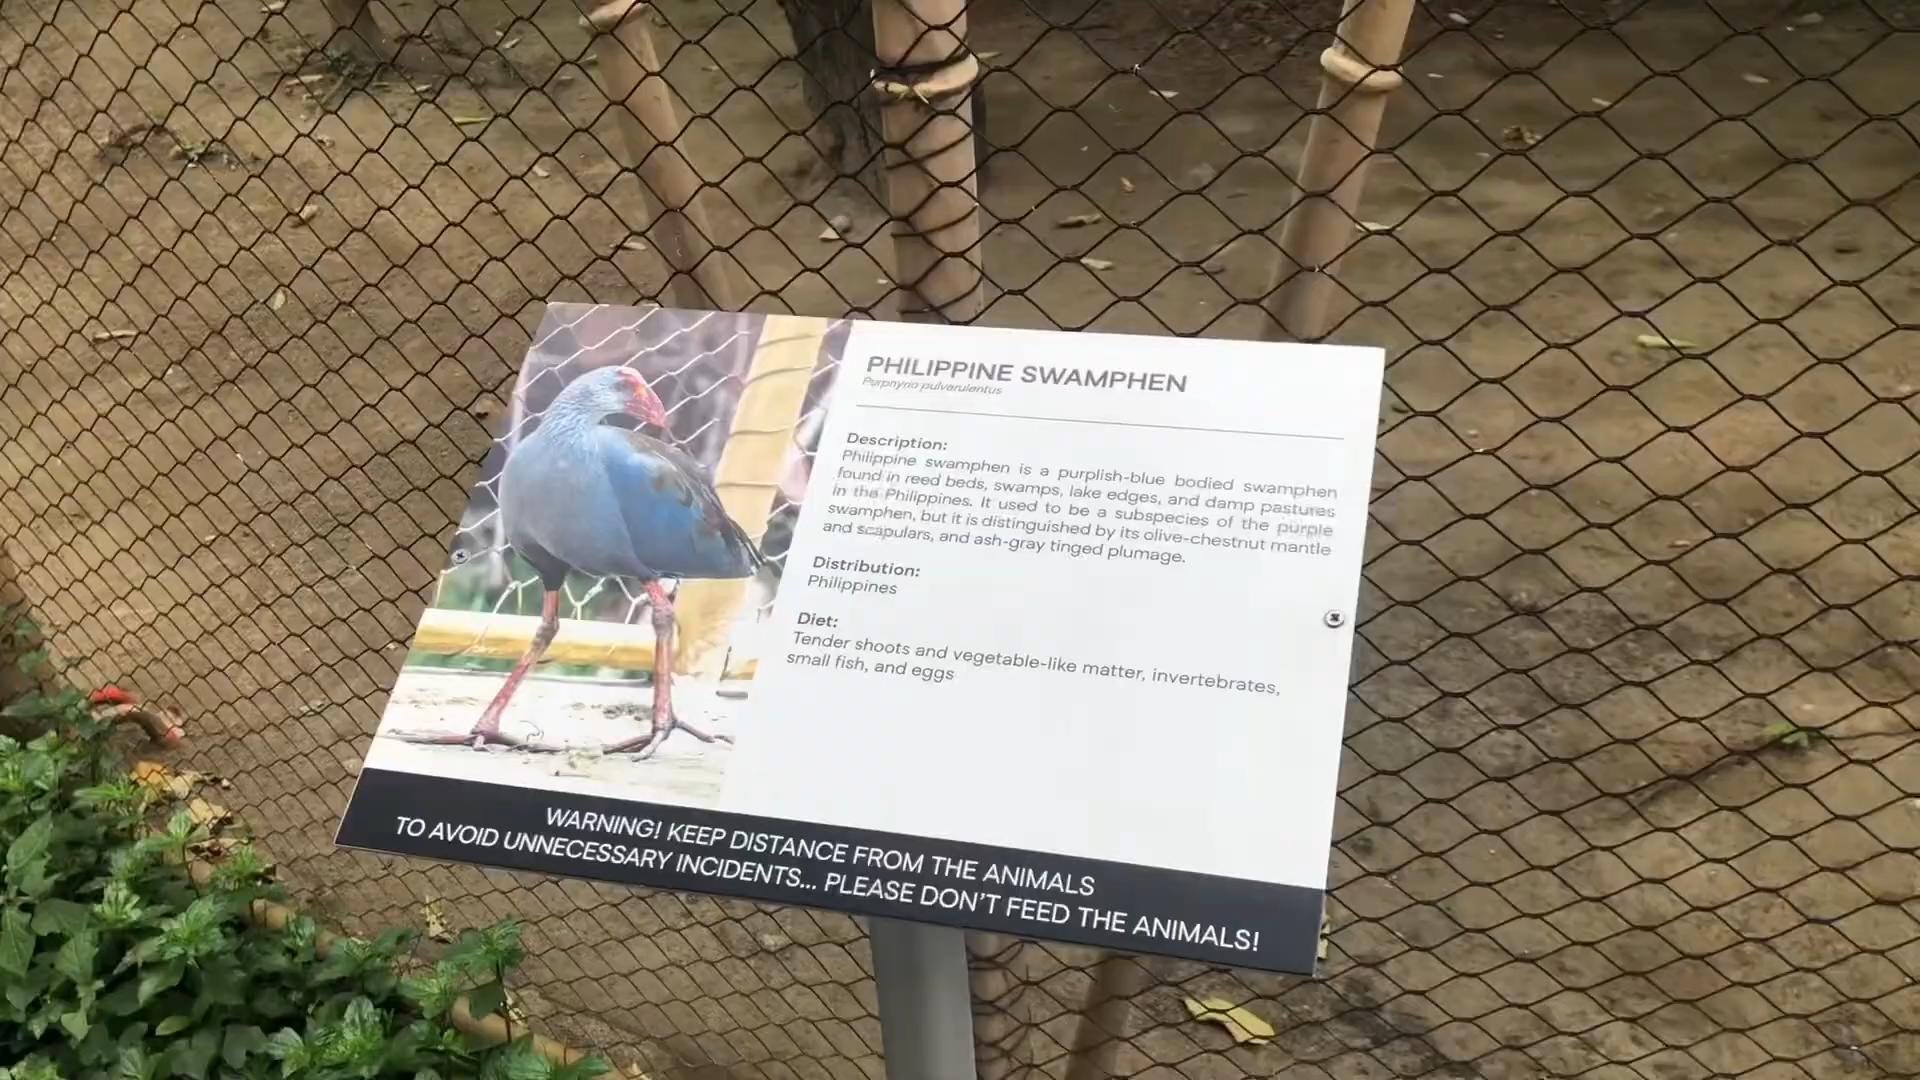 PHILIPPINE SWAMPHEN
Porphyrio pulverulentus
Description:
Philippine swamphen is a purplish-blue bodied swamphen
found in reed beds, swamps, lake edges, and damp pastures
in the Philippines. It used to be a subspecies of the purple
swamphen, but it is distinguished by its olive-chestnut mantle
and scapulars, and ash-gray tinged plumage.
Distribution:
Philippines
Diet:
Tender shoots and vegetable-like matter, invertebrates,
small fish, and eggs
WARNING! KEEP DISTANCE FROM THE ANIMALS
TO AVOID UNNECESSARY INCIDENTS... PLEASE DON'T FEED THE ANIMALS!